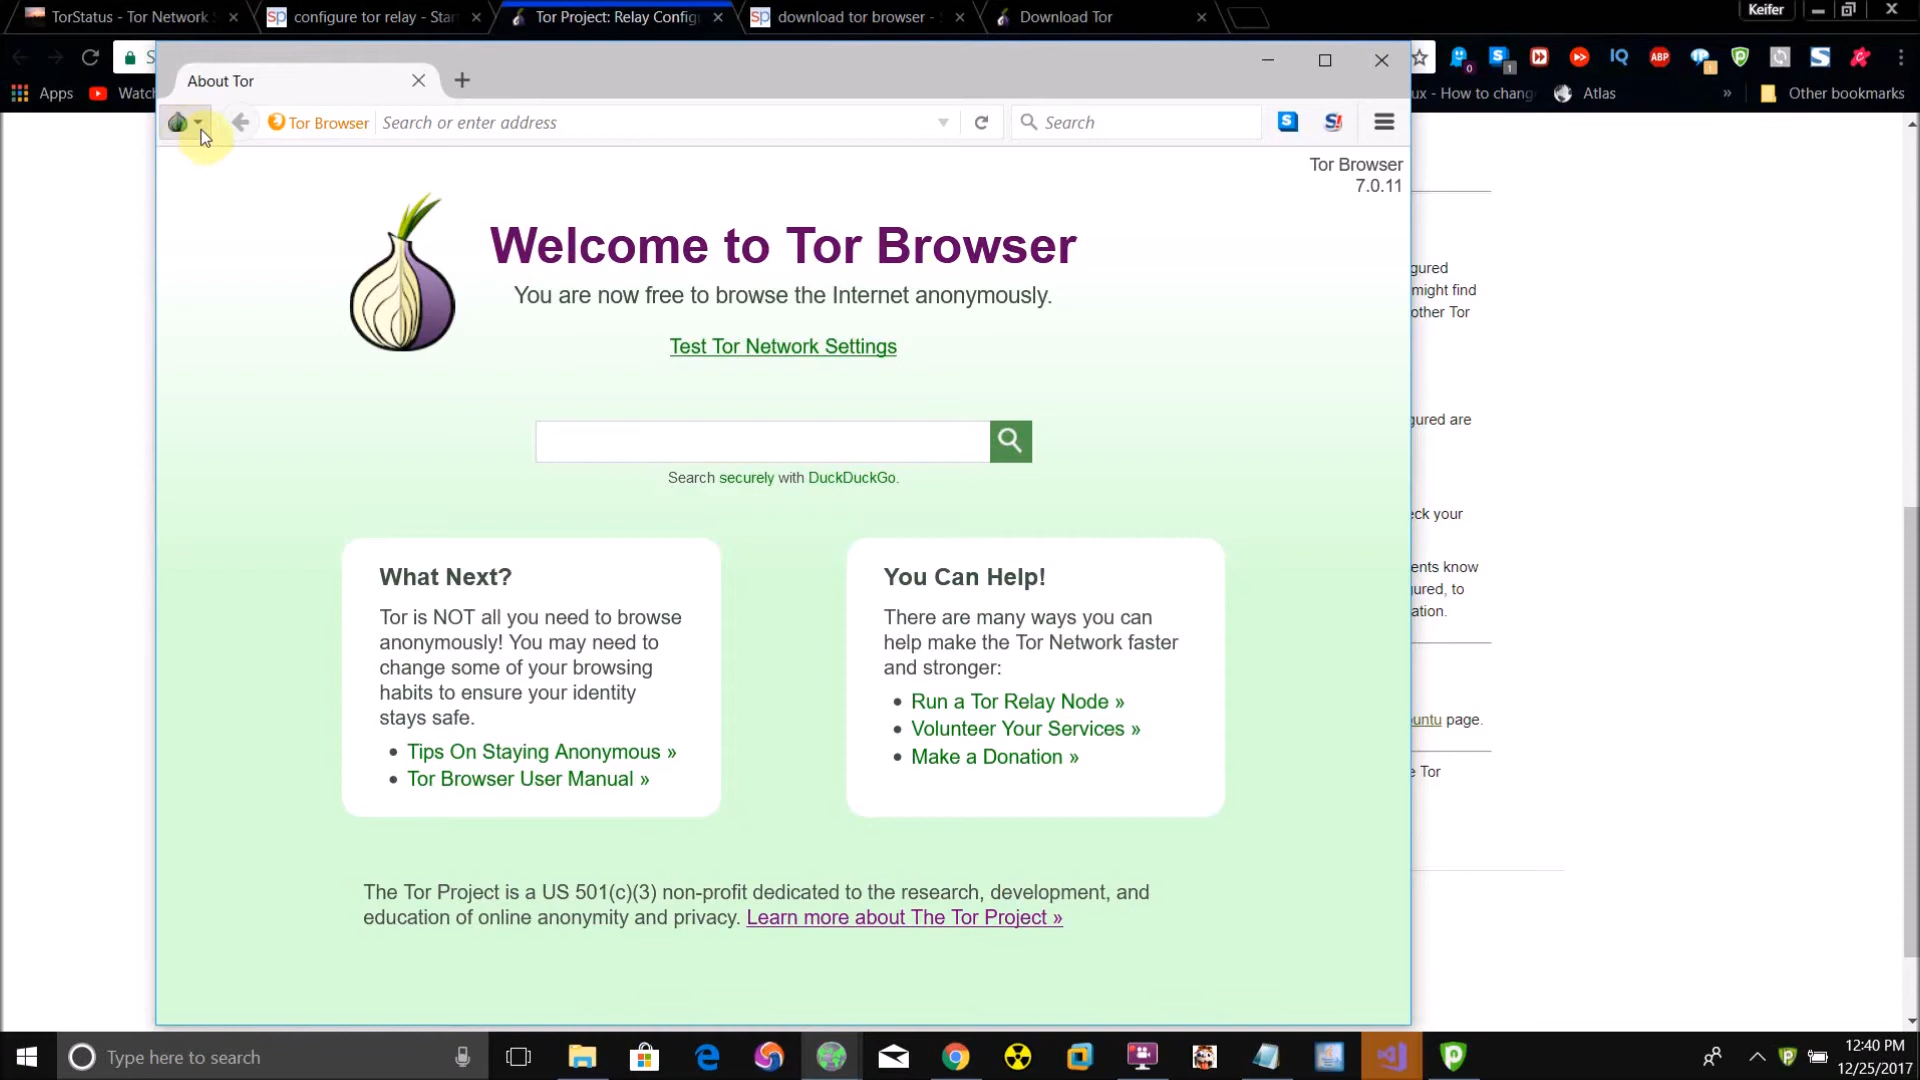 TorStatus - Tor Network S
configure tor relay - Star
Tor Project: Relay Config
download tor browser -
Download Tor
Keifer
S
Apps
Watch
ux - How to chang
Atlas
»
Other bookmarks
About Tor
Tor Browser
Search or enter address
Search
Tor Browser
7.0.11
Welcome to Tor Browser
You are now free to browse the Internet anonymously.
Test Tor Network Settings
Search securely with DuckDuckGo.
What Next?
Tor is NOT all you need to browse
anonymously! You may need to
change some of your browsing
habits to ensure your identity
stays safe.
Tips On Staying Anonymous »
Tor Browser User Manual »
You Can Help!
There are many ways you can
help make the Tor Network faster
and stronger:
Run a Tor Relay Node »
Volunteer Your Services »
Make a Donation »
The Tor Project is a US 501(c)(3) non-profit dedicated to the research, development, and
education of online anonymity and privacy. Learn more about The Tor Project »
gured
might find
other Tor
gured are
eck your
ents know
gured, to
ation.
untu page.
e Tor
Type here to search
12:40 PM
12/25/2017